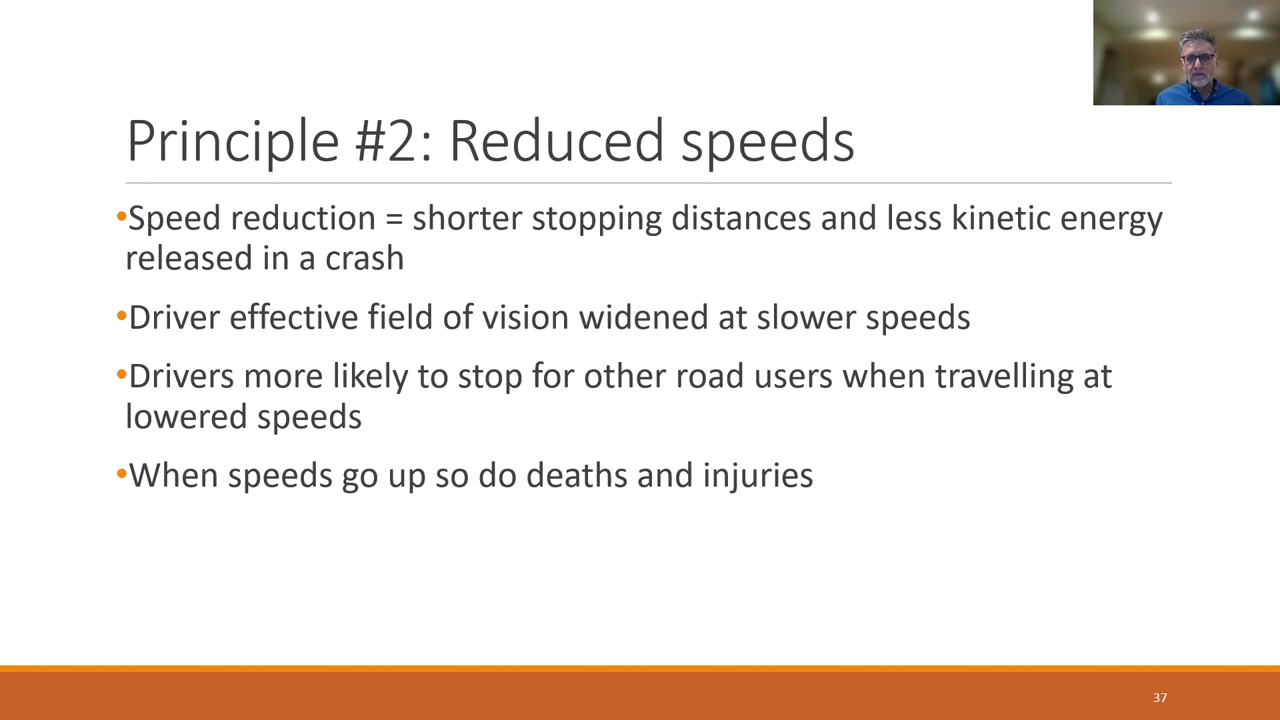 Principle #2: Reduced speeds
•Speed reduction = shorter stopping distances and less kinetic energy
released in a crash
•Driver effective field of vision widened at slower speeds
•Drivers more likely to stop for other road users when travelling at
lowered speeds
•When speeds go up so do deaths and injuries
37